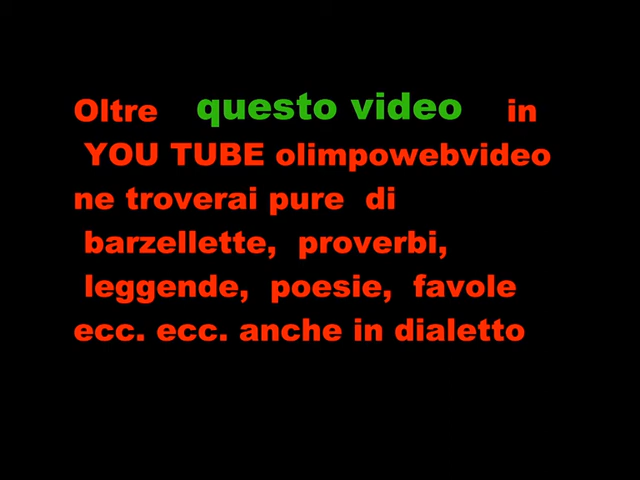 Oltre questo video in
YOU TUBE olimpowebvideo
ne troverai pure di
barzellette, proverbi,
leggende, poesie, favole
ecc. ecc. anche in dialetto